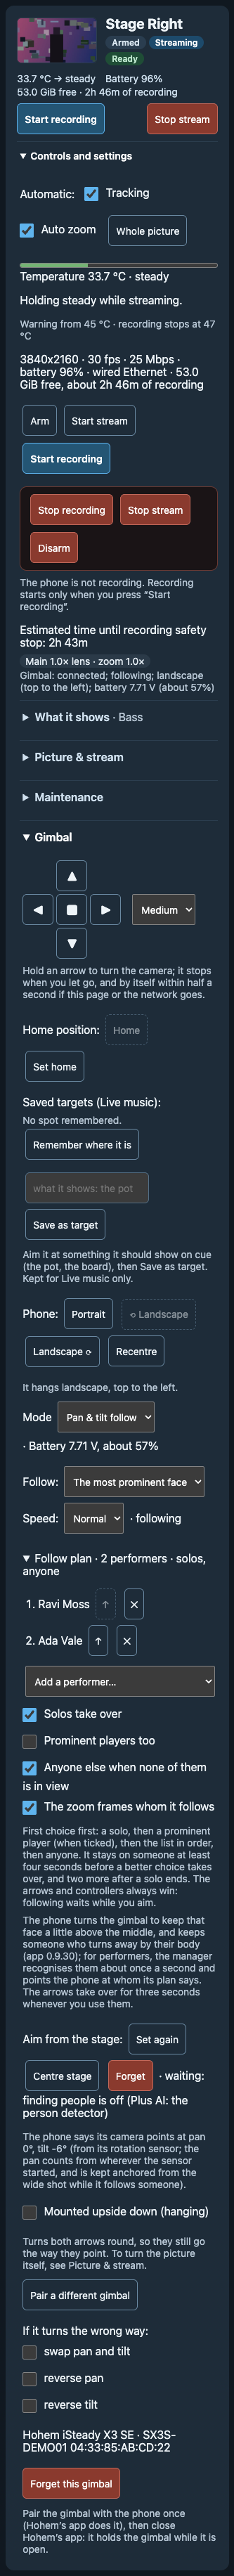 Stage Right
Armed Streaming
Ready
33.7 °C → steady Battery 96%
53.0 GiB free · 2h 46m of recording
Start recording Stop stream
▼ Controls and settings
Automatic: Tracking
Auto zoom Whole picture
Temperature 33.7 °C · steady
Holding steady while streaming.
Warning from 45 °C · recording stops at 47
°C
3840x2160 · 30 fps · 25 Mbps ·
battery 96% · wired Ethernet · 53.0
GiB free, about 2h 46m of recording
Arm Start stream
Start recording
Stop recording Stop stream
Disarm
The phone is not recording. Recording
starts only when you press “Start
recording”.
Estimated time until recording safety
stop: 2h 43m
Main 1.0× lens · zoom 1.0×
Gimbal: connected; following; landscape
(top to the left); battery 7.71 V (about 57%)
▶ What it shows · Bass
▶ Picture & stream
▶ Maintenance
▼ Gimbal
▲
◀ ■ ▶ Medium
▼
Hold an arrow to turn the camera; it stops
when you let go, and by itself within half a
second if this page or the network goes.
Home position: Home
Set home
Saved targets (Live music):
No spot remembered.
Remember where it is
what it shows: the pot
Save as target
Aim it at something it should show on cue
(the pot, the board), then Save as target.
Kept for Live music only.
Phone: Portrait ⟲ Landscape
Landscape ⟳ Recentre
It hangs landscape, top to the left.
Mode Pan & tilt follow
· Battery 7.71 V, about 57%
Follow: The most prominent face
Speed: Normal · following
▼ Follow plan · 2 performers · solos,
anyone
1. Ravi Moss ↑ ✕
2. Ada Vale ↑ ✕
Add a performer…
Solos take over
Prominent players too
Anyone else when none of them
is in view
The zoom frames whom it follows
First choice first: a solo, then a prominent
player (when ticked), then the list in order,
then anyone. It stays on someone at least
four seconds before a better choice takes
over, and two more after a solo ends. The
arrows and controllers always win:
following waits while you aim.
The phone turns the gimbal to keep that
face a little above the middle, and keeps
someone who turns away by their body
(app 0.9.30); for performers, the manager
recognises them about once a second and
points the phone at whom its plan says.
The arrows take over for three seconds
whenever you use them.
Aim from the stage: Set again
Centre stage Forget · waiting:
finding people is off (Plus AI: the
person detector)
The phone says its camera points at pan
0°, tilt -6° (from its rotation sensor; the
pan counts from wherever the sensor
started, and is kept anchored from the
wide shot while it follows someone).
Mounted upside down (hanging)
Turns both arrows round, so they still go
the way they point. To turn the picture
itself, see Picture & stream.
Pair a different gimbal
If it turns the wrong way:
swap pan and tilt
reverse pan
reverse tilt
Hohem iSteady X3 SE · SX3S-
DEMO01 04:33:85:AB:CD:22
Forget this gimbal
Pair the gimbal with the phone once
(Hohem's app does it), then close
Hohem's app: it holds the gimbal while it is
open.